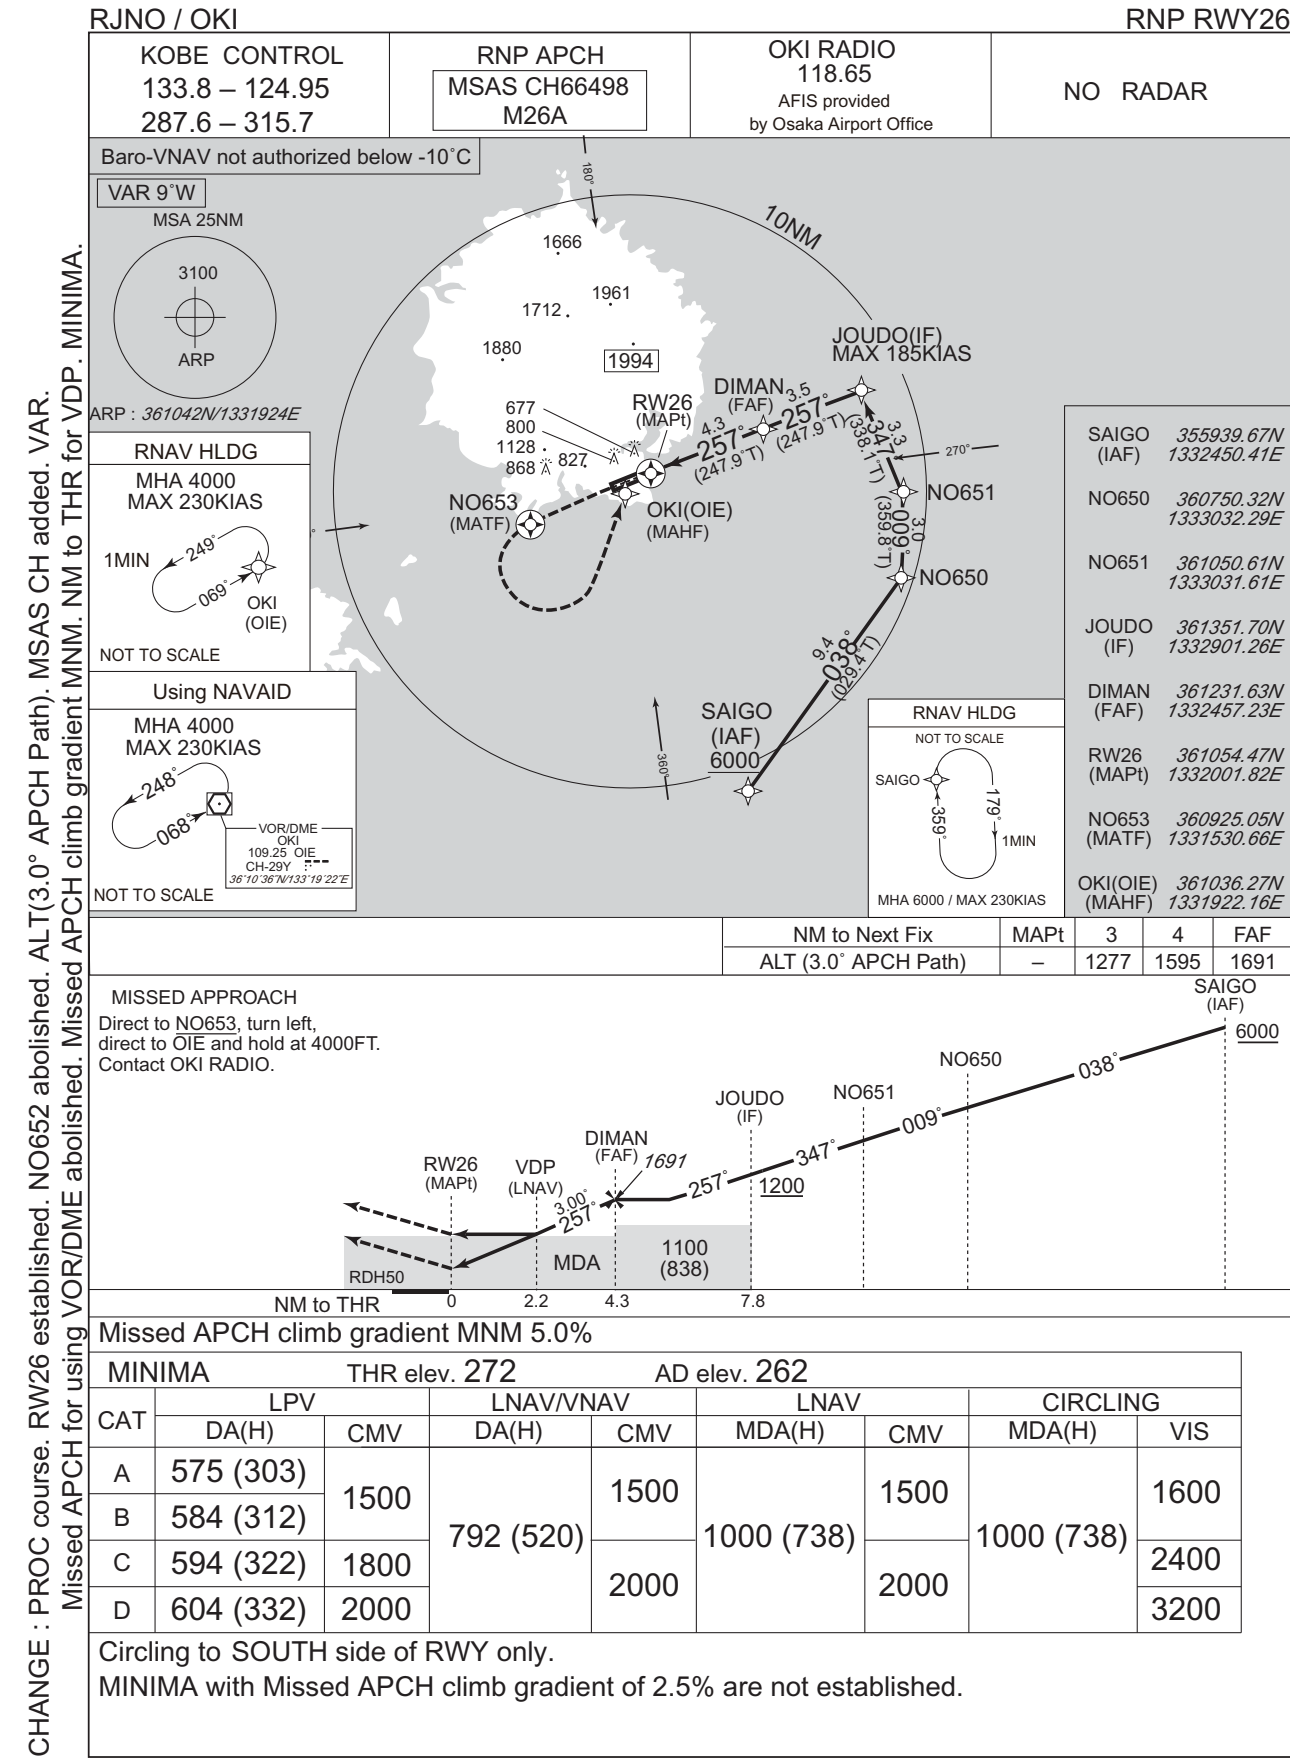 RJNO / OKI
RNP RWY26
KOBE CONTROL
133.8 – 124.95
287.6 – 315.7
RNP APCH
MSAS CH66498
M26A
OKI RADIO
118.65
AFIS provided
by Osaka Airport Office
NO RADAR
Baro-VNAV not authorized below -10˚C
VAR 9˚W
MSA 25NM
3100
ARP
ARP : 361042N/1331924E
RNAV HLDG
MHA 4000
MAX 230KIAS
1MIN
249˚
069˚
OKI
(OIE)
NOT TO SCALE
Using NAVAID
MHA 4000
MAX 230KIAS
248˚
068˚
VOR/DME
OKI
109.25 OIE
CH-29Y
36˚10'36"N/133˚19'22"E
NOT TO SCALE
180˚
10NM
1666
1961
1712
1880
1994
677
800
1128
868
827
RW26
(MAPt)
DIMAN
(FAF)
JOUDO(IF)
MAX 185KIAS
3.5
257˚
(247.9˚T)
4.3
257˚
(247.9˚T)
3.3
347˚
(338.1˚T)
270˚
NO651
3.0
009˚
(359.8˚T)
NO650
NO653
(MATF)
OKI(OIE)
(MAHF)
9.4
038˚
(029.4˚T)
SAIGO
(IAF)
6000
360˚
RNAV HLDG
NOT TO SCALE
SAIGO
179˚
359˚
1MIN
MHA 6000 / MAX 230KIAS
SAIGO 355939.67N
(IAF) 1332450.41E
NO650 360750.32N
1333032.29E
NO651 361050.61N
1333031.61E
JOUDO 361351.70N
(IF) 1332901.26E
DIMAN 361231.63N
(FAF) 1332457.23E
RW26 361054.47N
(MAPt) 1332001.82E
NO653 360925.05N
(MATF) 1331530.66E
OKI(OIE) 361036.27N
(MAHF) 1331922.16E
NM to Next Fix MAPt 3 4 FAF
ALT (3.0˚ APCH Path) – 1277 1595 1691
MISSED APPROACH
Direct to NO653, turn left,
direct to OIE and hold at 4000FT.
Contact OKI RADIO.
SAIGO
(IAF)
6000
038˚
NO650
009˚
NO651
347˚
JOUDO
(IF)
1200
257˚
DIMAN
(FAF)
1691
3.00˚
257˚
VDP
(LNAV)
RW26
(MAPt)
MDA
1100
(838)
RDH50
NM to THR 0 2.2 4.3 7.8
Missed APCH climb gradient MNM 5.0%
MINIMA THR elev. 272 AD elev. 262
CAT LPV LNAV/VNAV LNAV CIRCLING
DA(H) CMV DA(H) CMV MDA(H) CMV MDA(H) VIS
A 575 (303) 1500 792 (520) 1500 1000 (738) 1500 1000 (738) 1600
B 584 (312)
C 594 (322) 1800 2000 2000 2400
D 604 (332) 2000 3200
Circling to SOUTH side of RWY only.
MINIMA with Missed APCH climb gradient of 2.5% are not established.
CHANGE : PROC course. RW26 established. NO652 abolished. ALT(3.0° APCH Path). MSAS CH added. VAR.
Missed APCH for using VOR/DME abolished. Missed APCH climb gradient MNM. NM to THR for VDP. MINIMA.